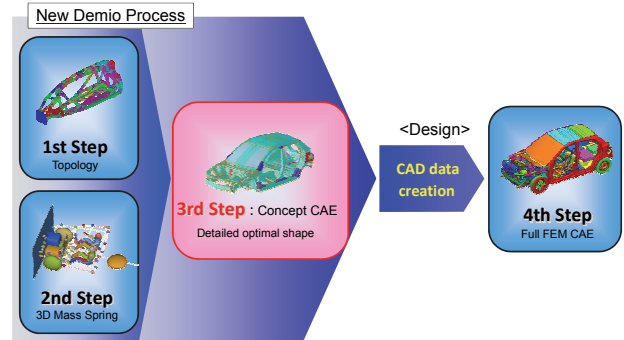 New Demio Process
1st Step
Topology
2nd Step
3D Mass Spring
3rd Step : Concept CAE
Detailed optimal shape
<Design>
CAD data
creation
4th Step
Full FEM CAE